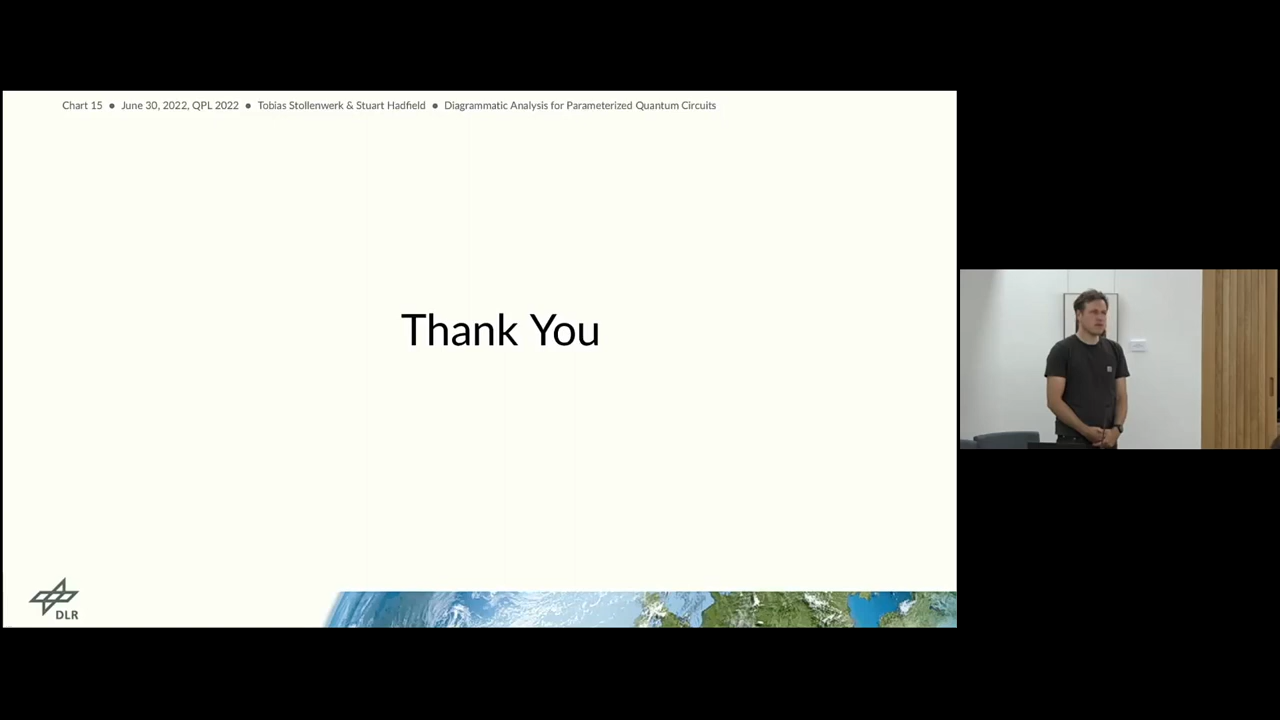 Chart 15 ● June 30, 2022, QPL 2022 ● Tobias Stollenwerk & Stuart Hadfield ● Diagrammatic Analysis for Parameterized Quantum Circuits
Thank You
DLR